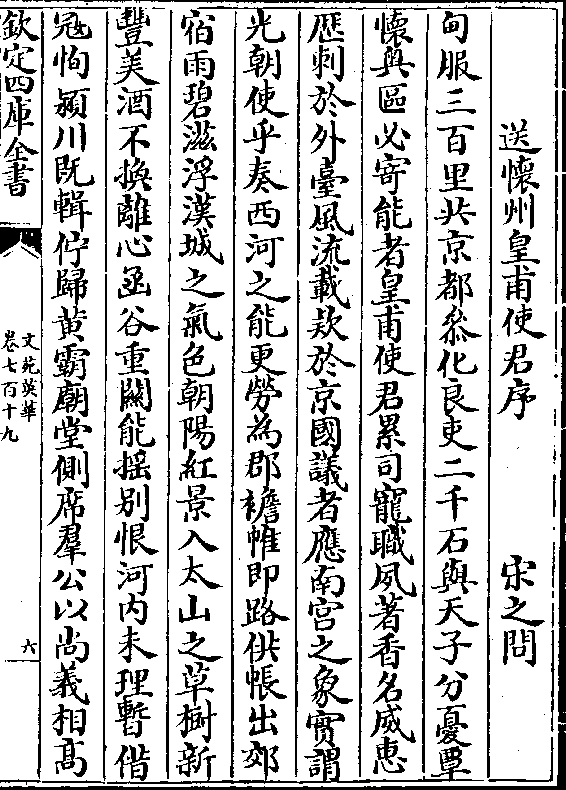 送懷州皇甫使君序 宋之問
甸服三百里共京都叅化良吏二千石與天子分憂覃
懷輿區必寄能者皇甫使君累司寵職夙著香名威惠
歴刺於外臺風流載欵於京國議者應南宫之象實謂
光朝使乎奏西河之能更勞為郡襜帷即路供帳出郊
宿雨碧滋浮漢城之氣色朝陽紅景入太山之草樹新
豐美酒不換離心函谷重關能揺别恨河内未理暫借
冦恂潁川既輯佇歸黄霸廟堂側席羣公以尚義相髙
欽定四庫全書
文苑英華
卷七百十九
六